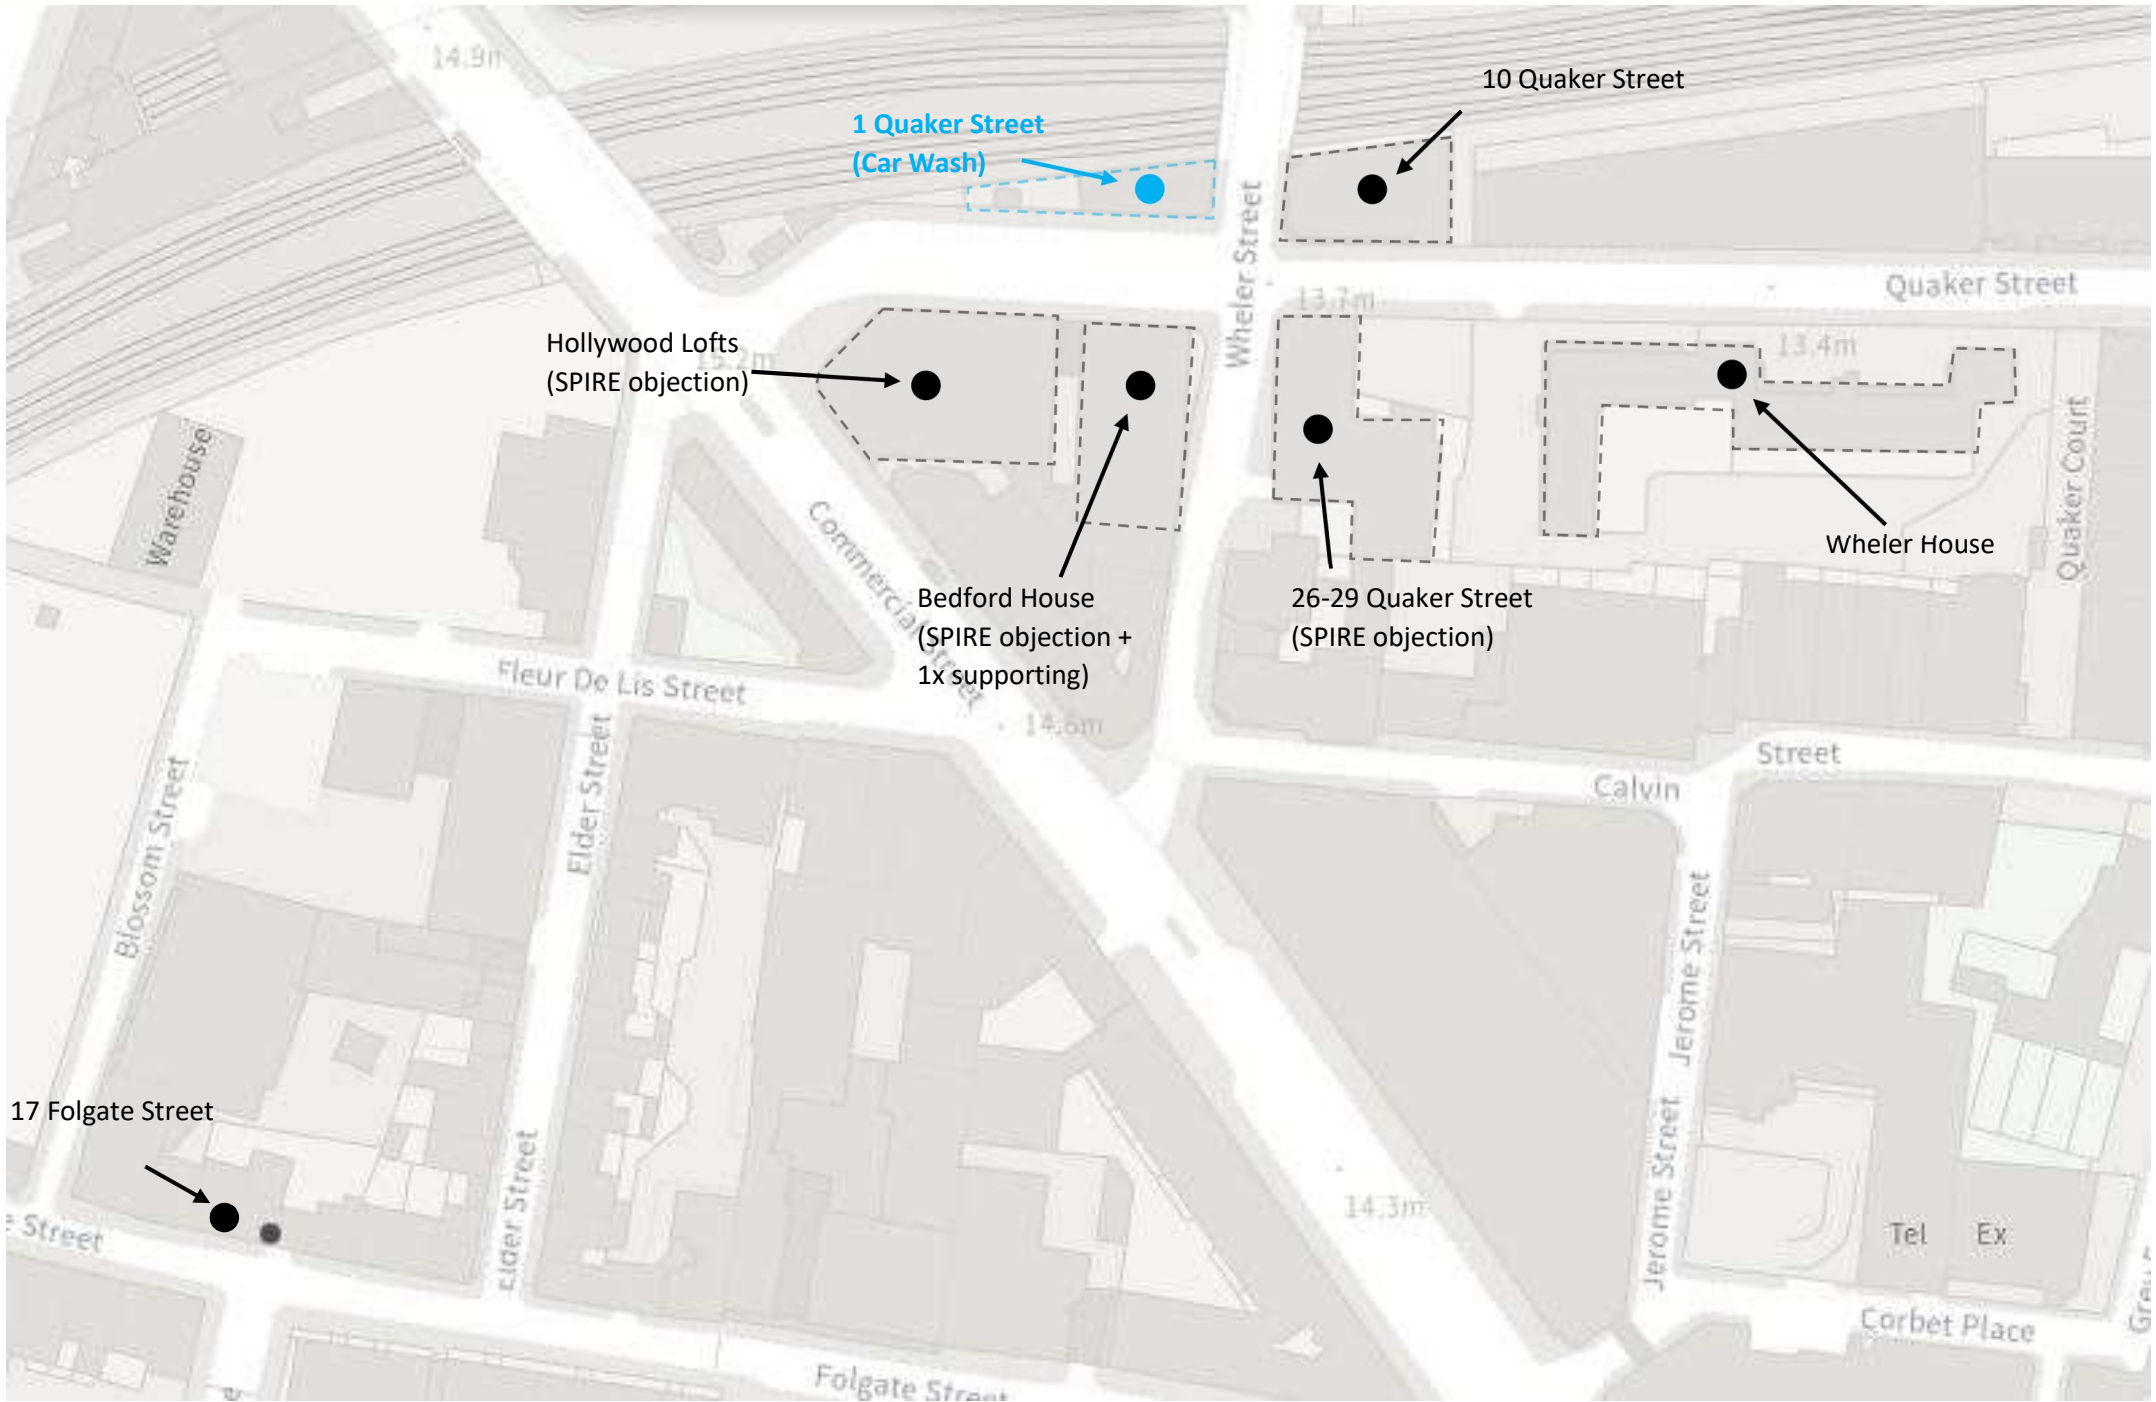 14.9m
10 Quaker Street
1 Quaker Street
(Car Wash)
Wheler Street
Quaker Street
13.7m
Hollywood Lofts
(SPIRE objection)
15.2m
13.4m
Warehouse
Commercial Street
Quaker Court
Wheler House
Bedford House
(SPIRE objection +
1x supporting)
26-29 Quaker Street
(SPIRE objection)
Fleur De Lis Street
14.6m
Elder Street
Blossom Street
Calvin
Street
Jerome Street
Jerome Street
17 Folgate Street
Elder Street
Street
14.3m
Tel Ex
Corbet Place
Folgate Street